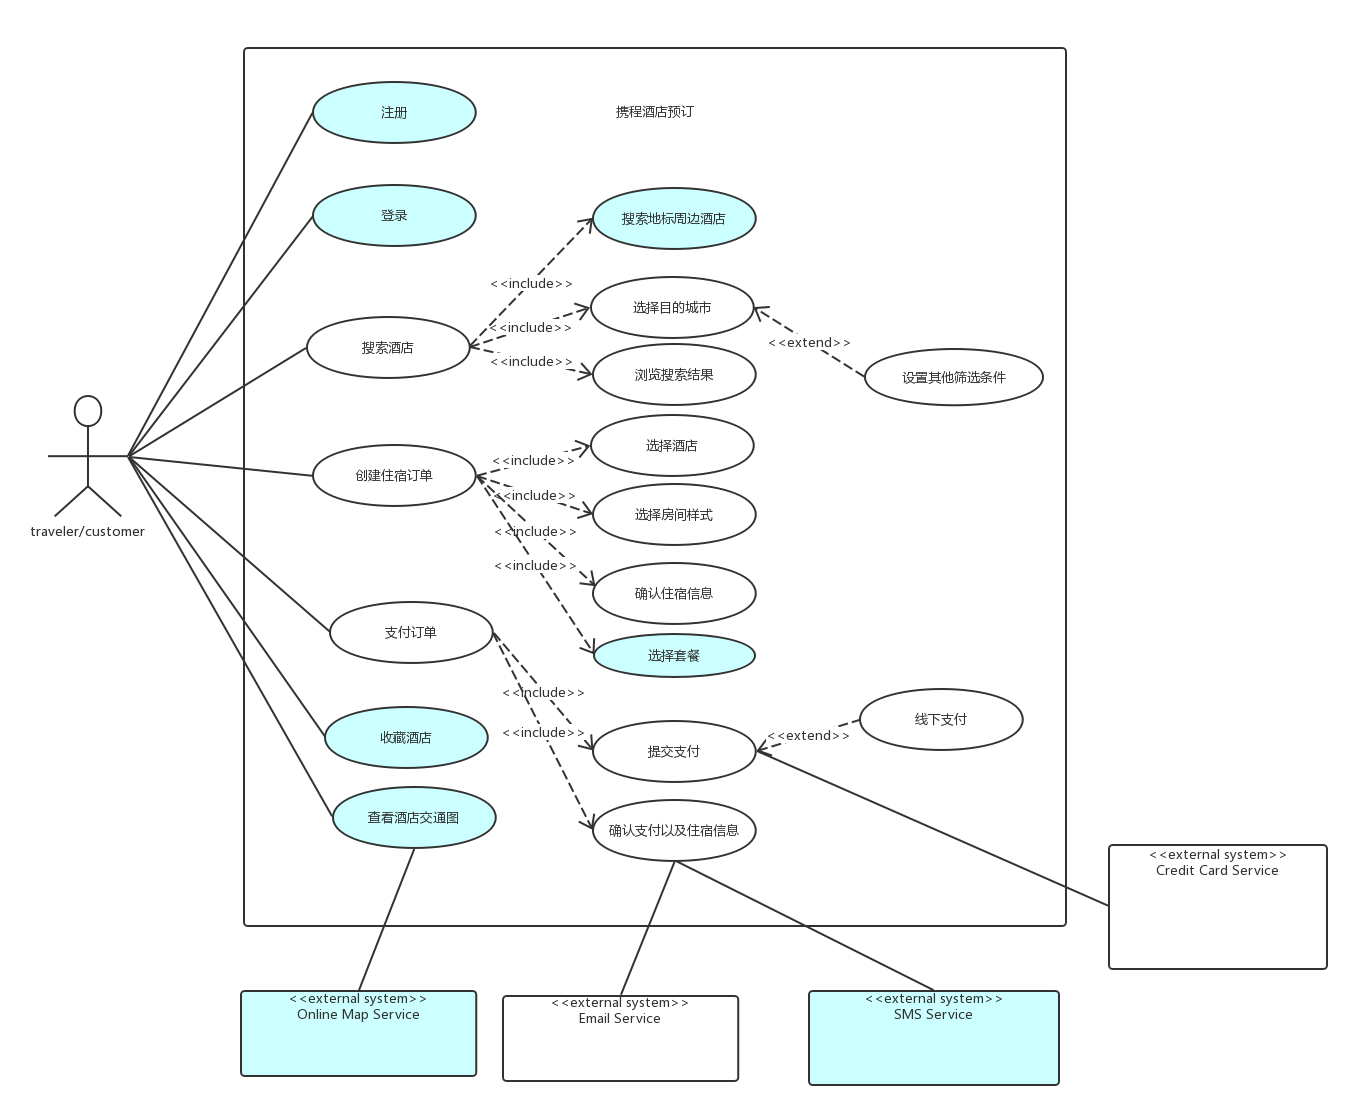 注册
携程酒店预订
登录
搜索地标周边酒店
<<include>>
选择目的城市
<<include>>
搜索酒店
<<extend>>
<<include>>
浏览搜索结果
设置其他筛选条件
选择酒店
<<include>>
创建住宿订单
<<include>>
选择房间样式
traveler/customer
<<include>>
<<include>>
确认住宿信息
支付订单
选择套餐
<<include>>
线下支付
<<include>>
<<extend>>
收藏酒店
提交支付
查看酒店交通图
确认支付以及住宿信息
<<external system>>
Credit Card Service
<<external system>>
Online Map Service
<<external system>>
Email Service
<<external system>>
SMS Service